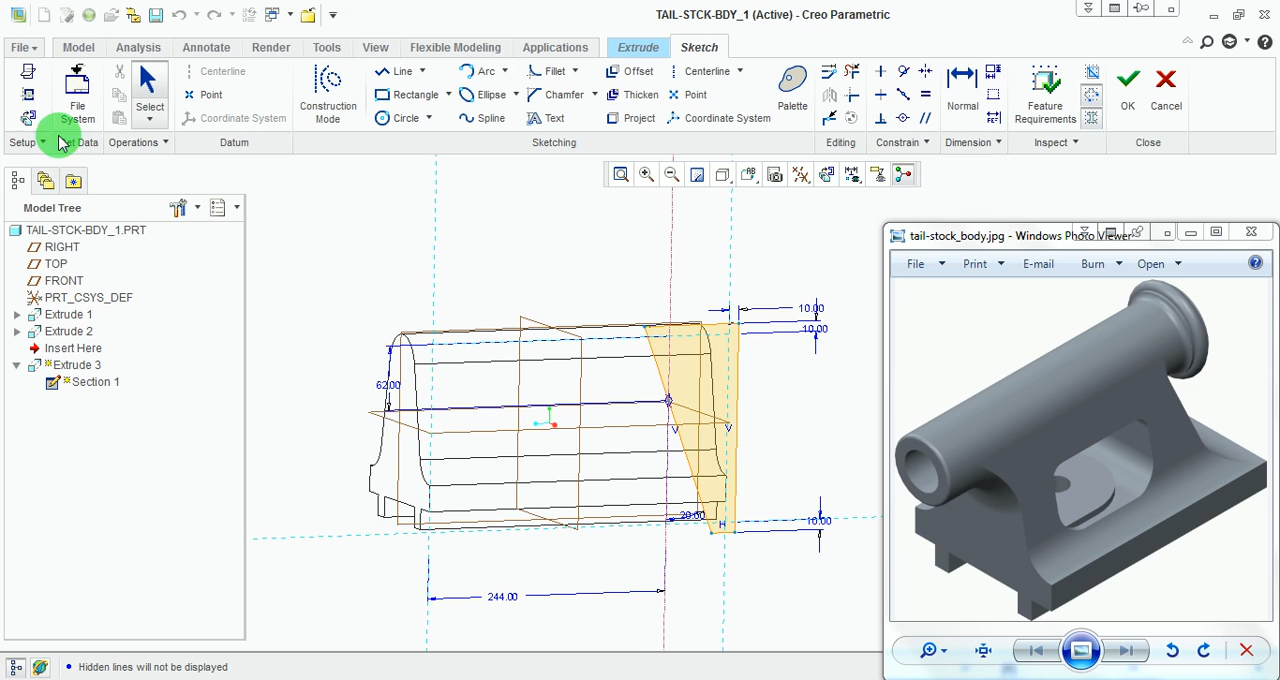 TAIL-STCK-BDY_1 (Active) - Creo Parametric
File Model Analysis Annotate Render Tools View Flexible Modeling Applications Extrude Sketch
File System
Select
Centerline
Point
Coordinate System
Construction Mode
Line Arc Fillet Offset Centerline
Rectangle Ellipse Chamfer Thicken Point
Circle Spline Text Project Coordinate System
Palette
Normal
Feature Requirements
OK
Cancel
Setup Get Data Operations Datum Sketching Editing Constrain Dimension Inspect Close
Model Tree
TAIL-STCK-BDY_1.PRT
RIGHT
TOP
FRONT
PRT_CSYS_DEF
Extrude 1
Extrude 2
Insert Here
Extrude 3
Section 1
10.00
10.00
62.00
V
V
20.00
H
10.00
244.00
tail-stock_body.jpg - Windows Photo Viewer
File Print E-mail Burn Open
Hidden lines will not be displayed